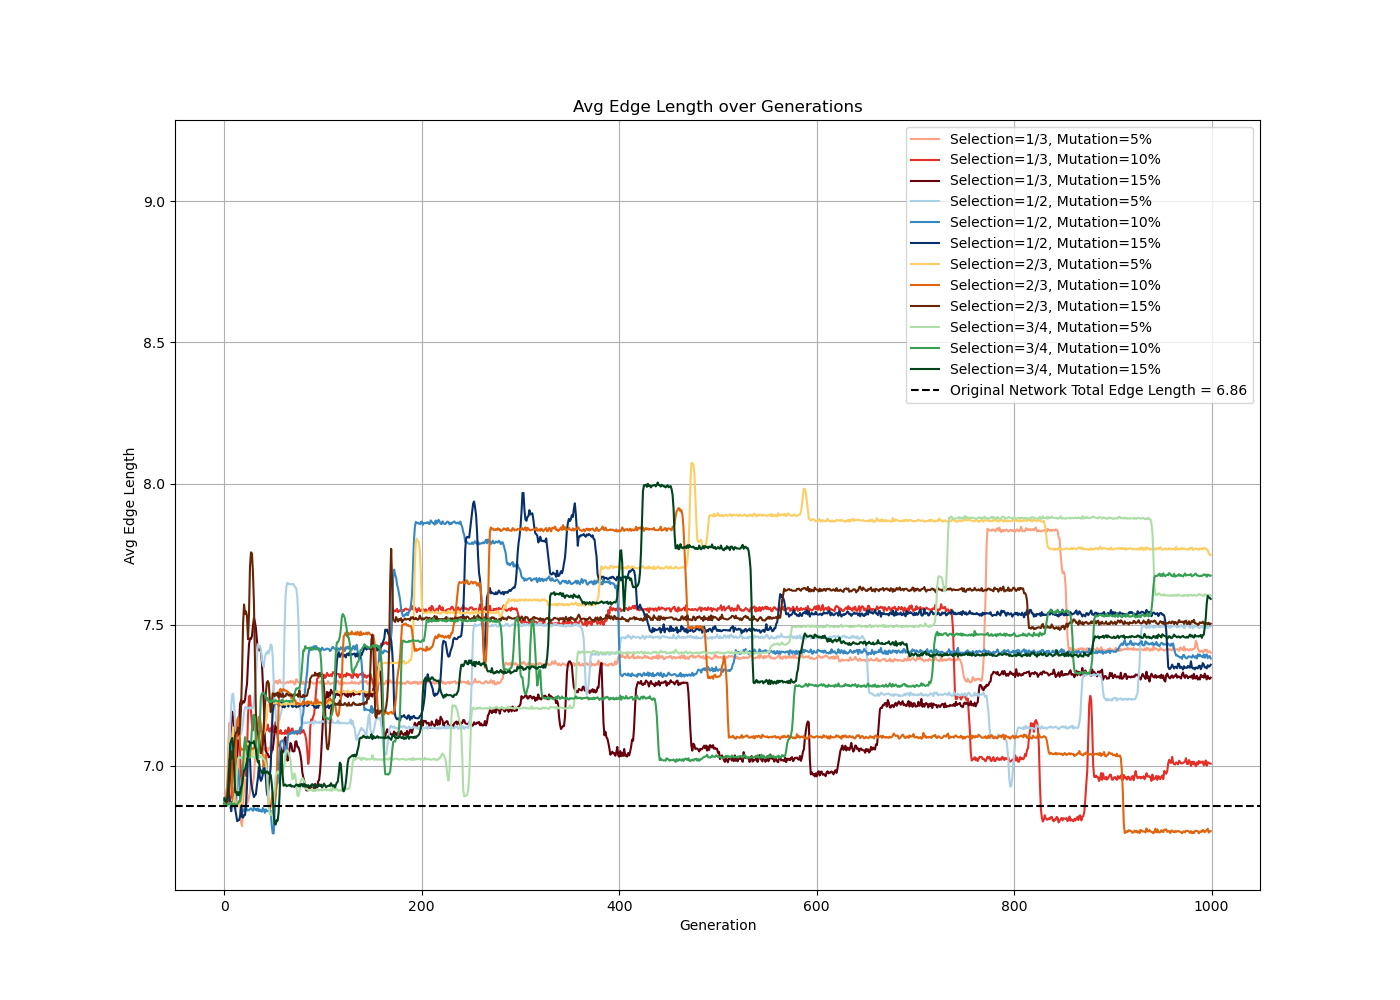 Avg Edge Length over Generations
Selection=1/3, Mutation=5%
Selection=1/3, Mutation=10%
Selection=1/3, Mutation=15%
Selection=1/2, Mutation=5%
Selection=1/2, Mutation=10%
Selection=1/2, Mutation=15%
Selection=2/3, Mutation=5%
Selection=2/3, Mutation=10%
Selection=2/3, Mutation=15%
Selection=3/4, Mutation=5%
Selection=3/4, Mutation=10%
Selection=3/4, Mutation=15%
Original Network Total Edge Length = 6.86
9.0
8.5
8.0
7.5
7.0
Avg Edge Length
0 200 400 600 800 1000
Generation